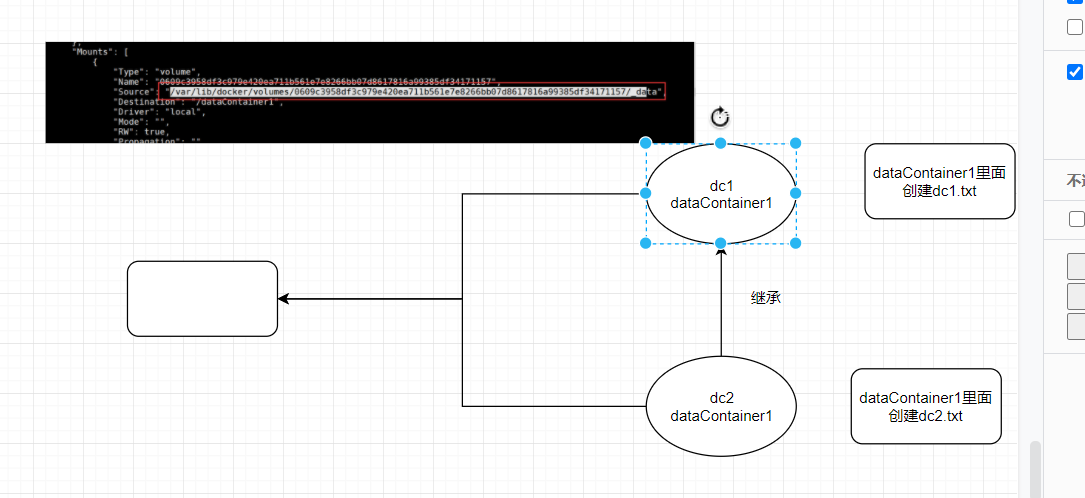 "Mounts": [
{
"Type": "volume",
"Name": "0609c3958df3c979e420ea711b561e7e8266bb07d8617816a99385df34171157",
"Source": "/var/lib/docker/volumes/0609c3958df3c979e420ea711b561e7e8266bb07d8617816a99385df34171157/_data",
"Destination": "/dataContainer1",
"Driver": "local",
"Mode": "",
"RW": true,
"Propagation": ""
dc1
dataContainer1
dataContainer1里面
创建dc1.txt
继承
dc2
dataContainer1
dataContainer1里面
创建dc2.txt